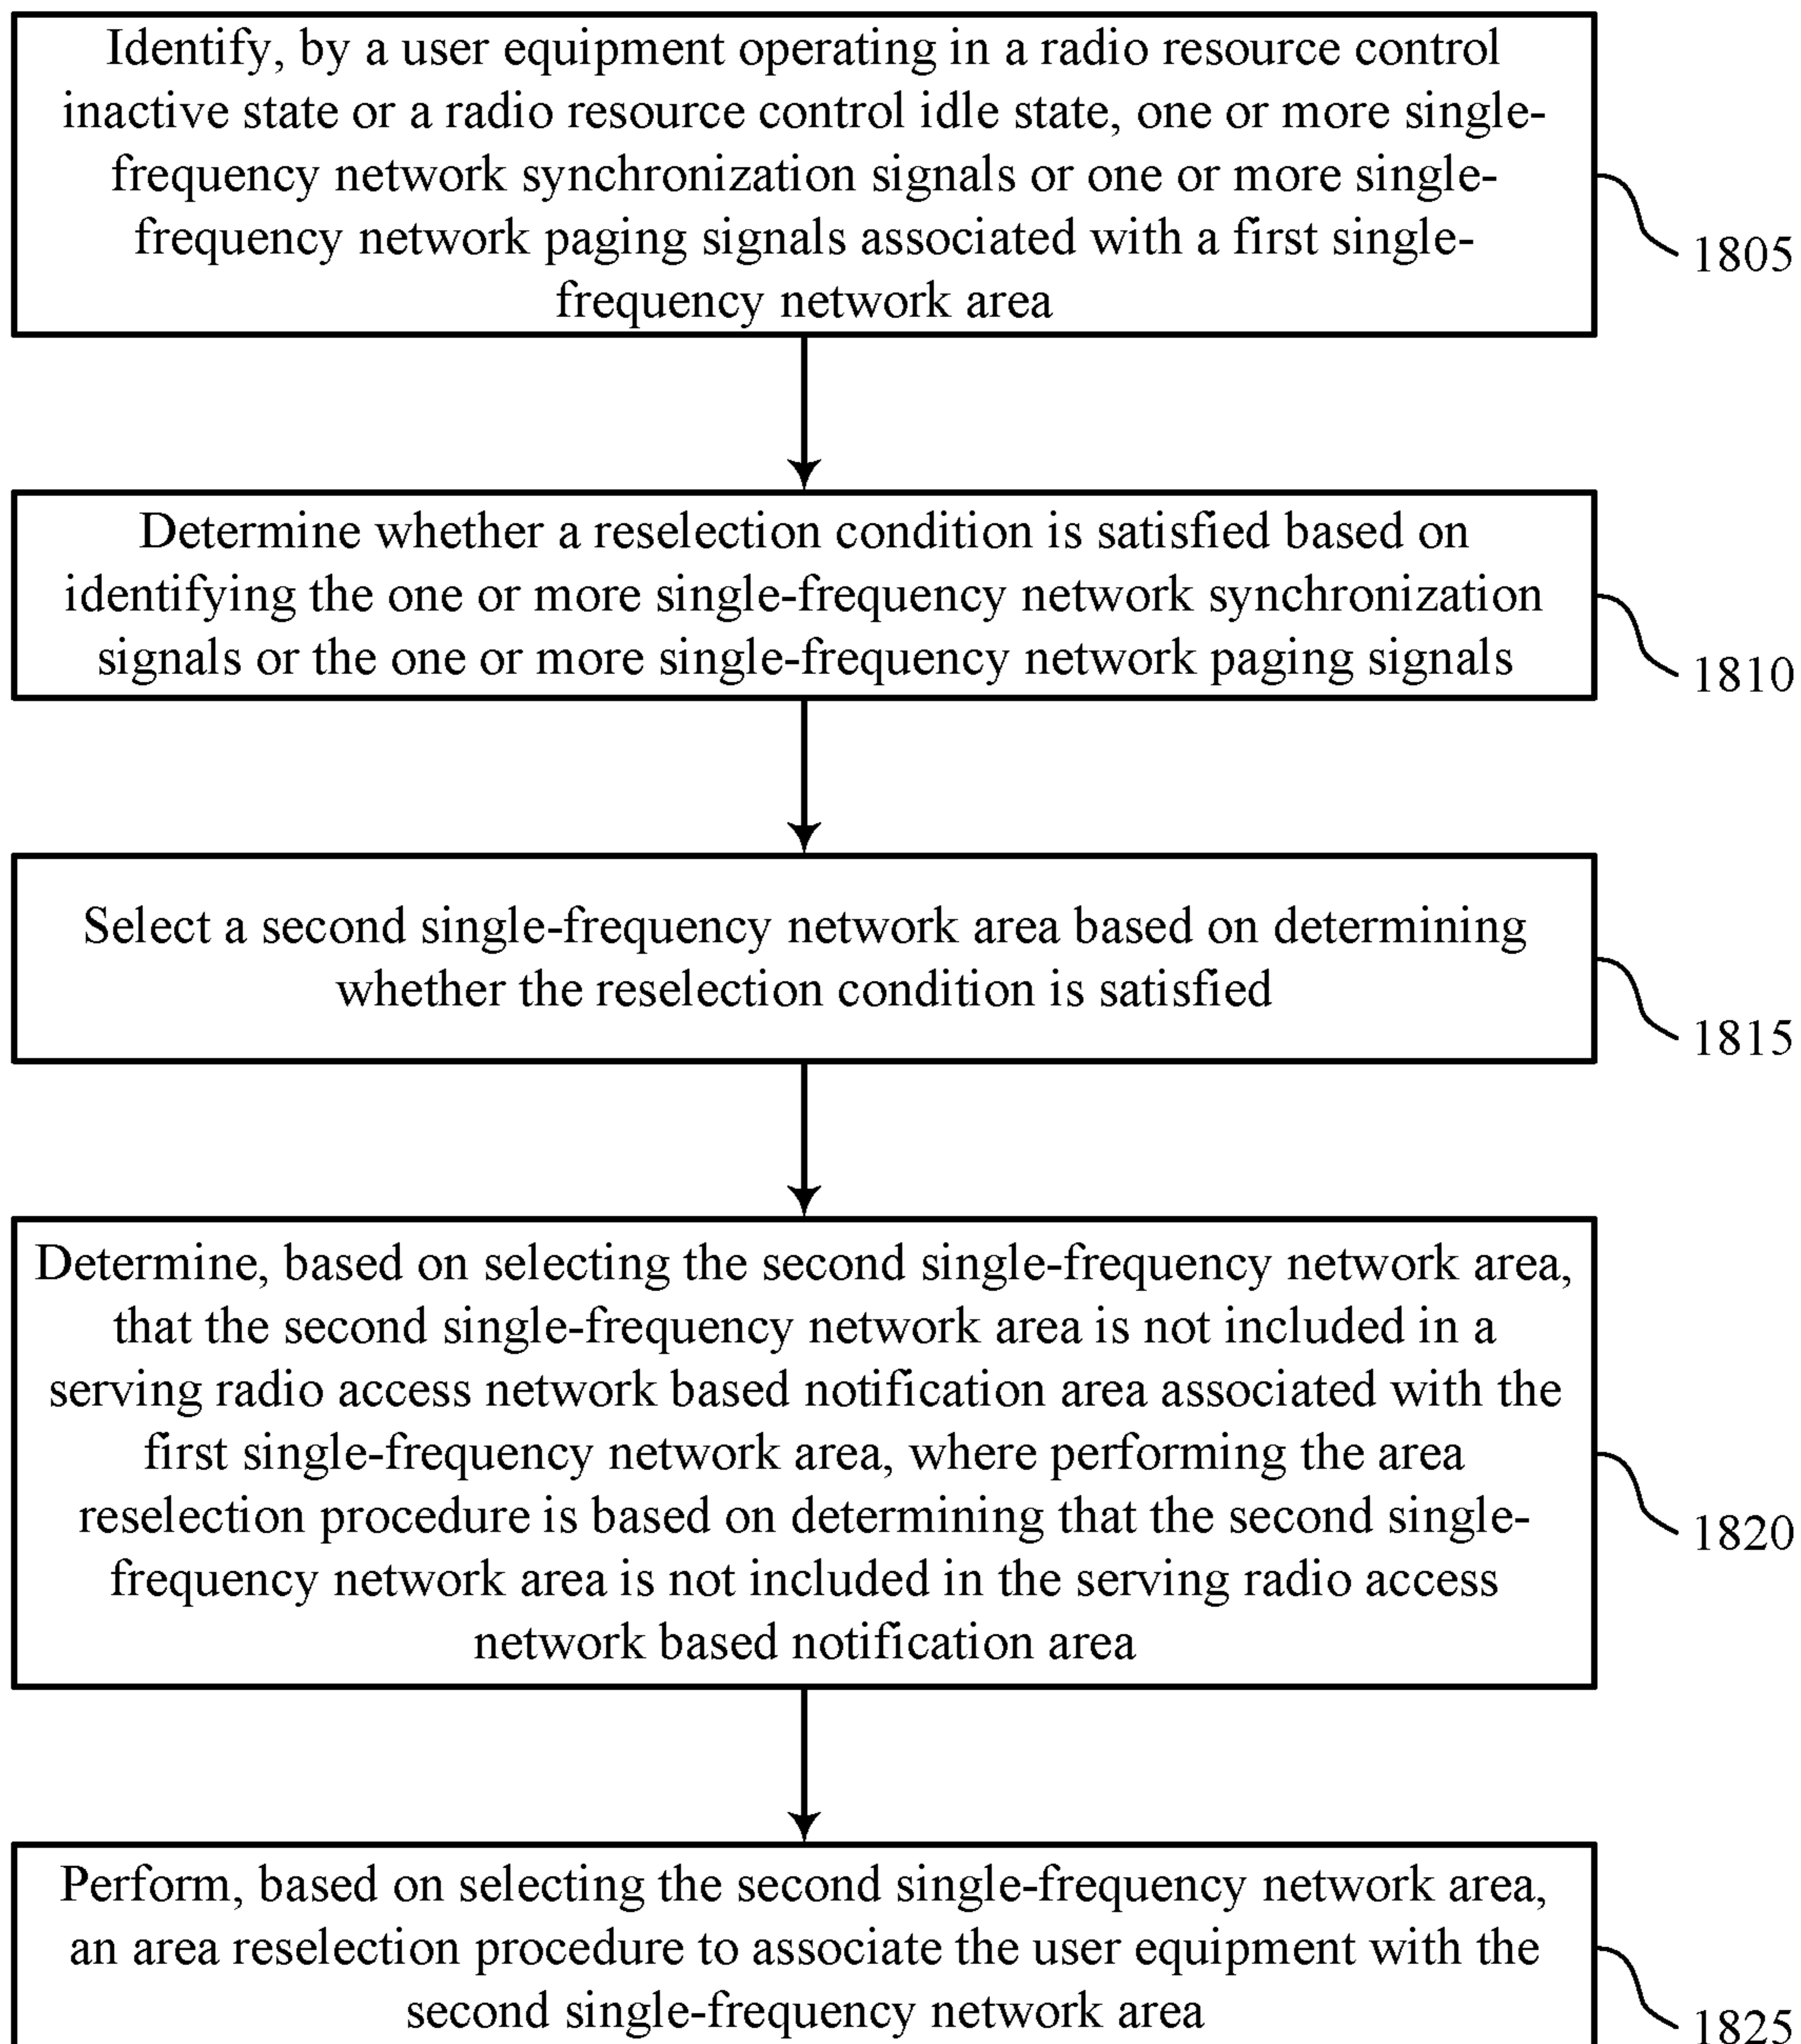 Identify, by a user equipment operating in a radio resource control
inactive state or a radio resource control idle state, one or more single-
frequency network synchronization signals or one or more single-
frequency network paging signals associated with a first single-
frequency network area
1805
Determine whether a reselection condition is satisfied based on
identifying the one or more single-frequency network synchronization
signals or the one or more single-frequency network paging signals
1810
Select a second single-frequency network area based on determining
whether the reselection condition is satisfied
1815
Determine, based on selecting the second single-frequency network area,
that the second single-frequency network area is not included in a
serving radio access network based notification area associated with the
first single-frequency network area, where performing the area
reselection procedure is based on determining that the second single-
frequency network area is not included in the serving radio access
network based notification area
1820
Perform, based on selecting the second single-frequency network area,
an area reselection procedure to associate the user equipment with the
second single-frequency network area
1825